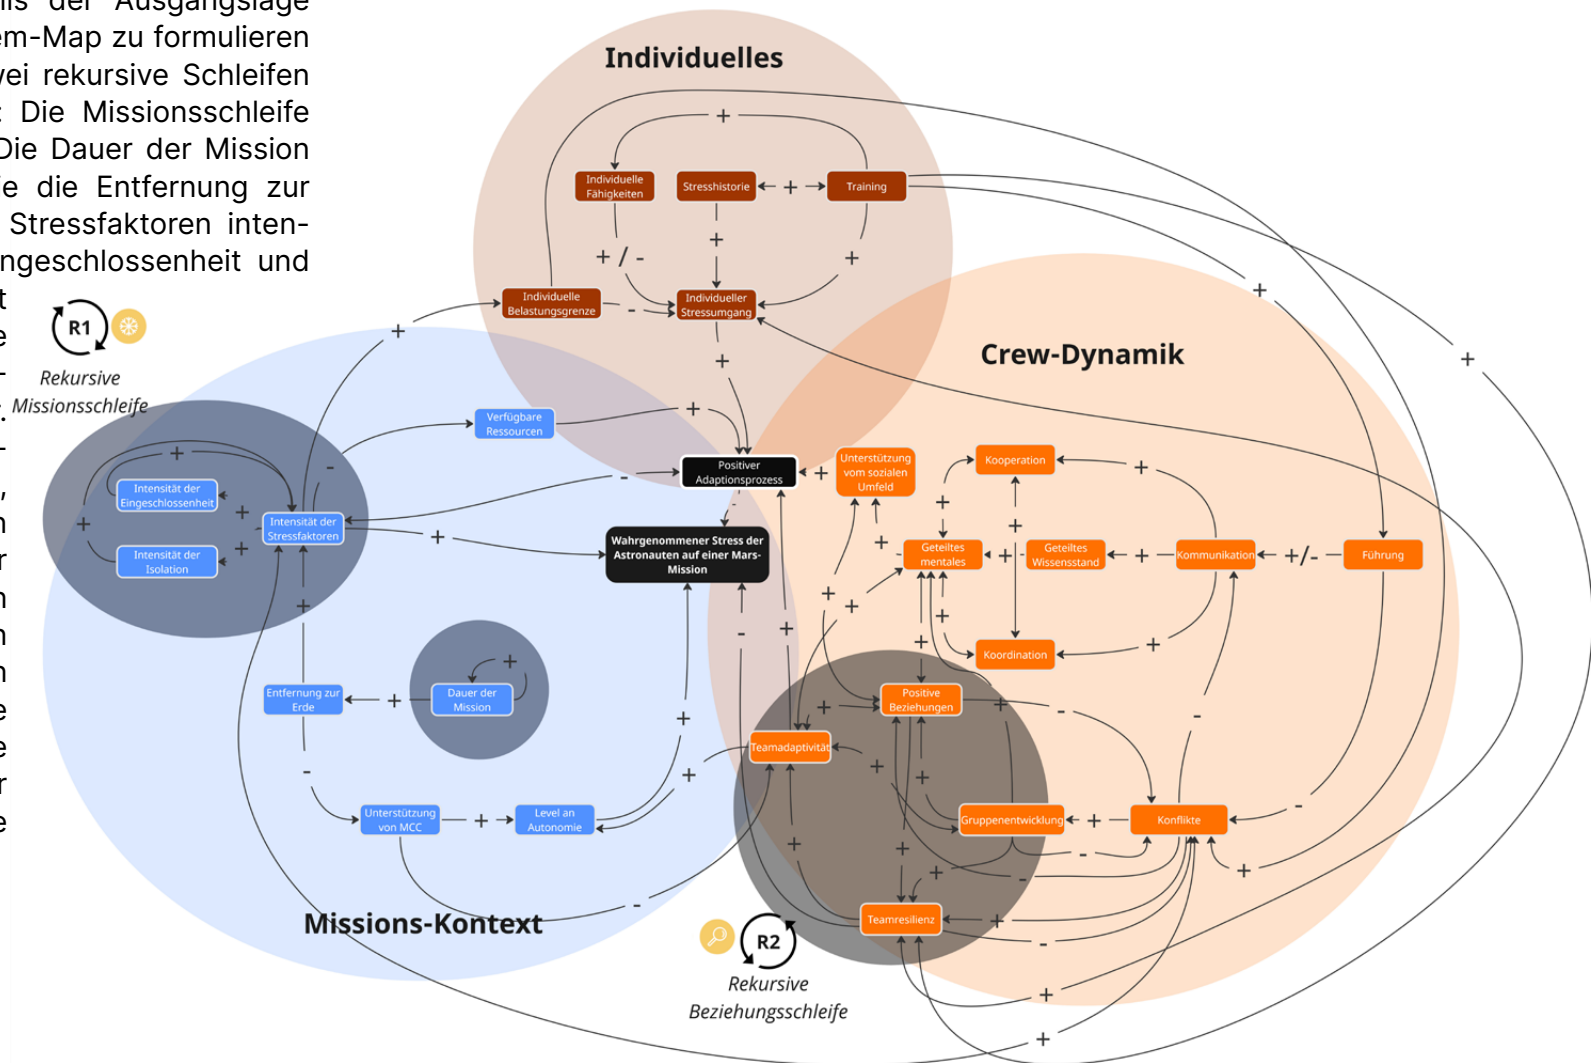 nis der Ausgangslage
em-Map zu formulieren
wei rekursive Schleifen
: Die Missionsschleife
Die Dauer der Mission
fe die Entfernung zur
Stressfaktoren inten-
ngeschlossenheit und
t
e
-
.
-
,
n
r
n
n
m
e
e
r
e
Individuelles
+
Individuelle
Fähigkeiten
Stresshistorie
+
Training
+ / -
+
+
Individuelle
Belastungsgrenze
-
Individueller
Stressumgang
+
+
R1
Rekursive
Missionsschleife
+
Crew-Dynamik
+
+
Verfügbare
Ressourcen
+
-
-
Positiver
Adaptionsprozess
+
Unterstützung
vom sozialen
Umfeld
Kooperation
+
+
Intensität der
Eingeschlossenheit
+
+
Intensität der
Stressfaktoren
+
Intensität der
Isolation
+
+
-
Wahrgenommener Stress der
Astronauten auf einer Mars-
Mission
+
+
+
Geteiltes
mentales
+
Geteiltes
Wissensstand
+
Kommunikation
+/-
Führung
+
+
+
-
+
+
+
Koordination
+
Entfernung zur
Erde
+
Dauer der
Mission
+
+
+
Positive
Beziehungen
+
-
-
Teamadaptivität
+
+
+
-
Unterstützung
von MCC
+
Level an
Autonomie
+
Gruppenentwicklung
+
Konflikte
-
+
+
-
+
-
+
Missions-Kontext
-
Teamresilienz
+
-
R2
Rekursive
Beziehungsschleife
+
+